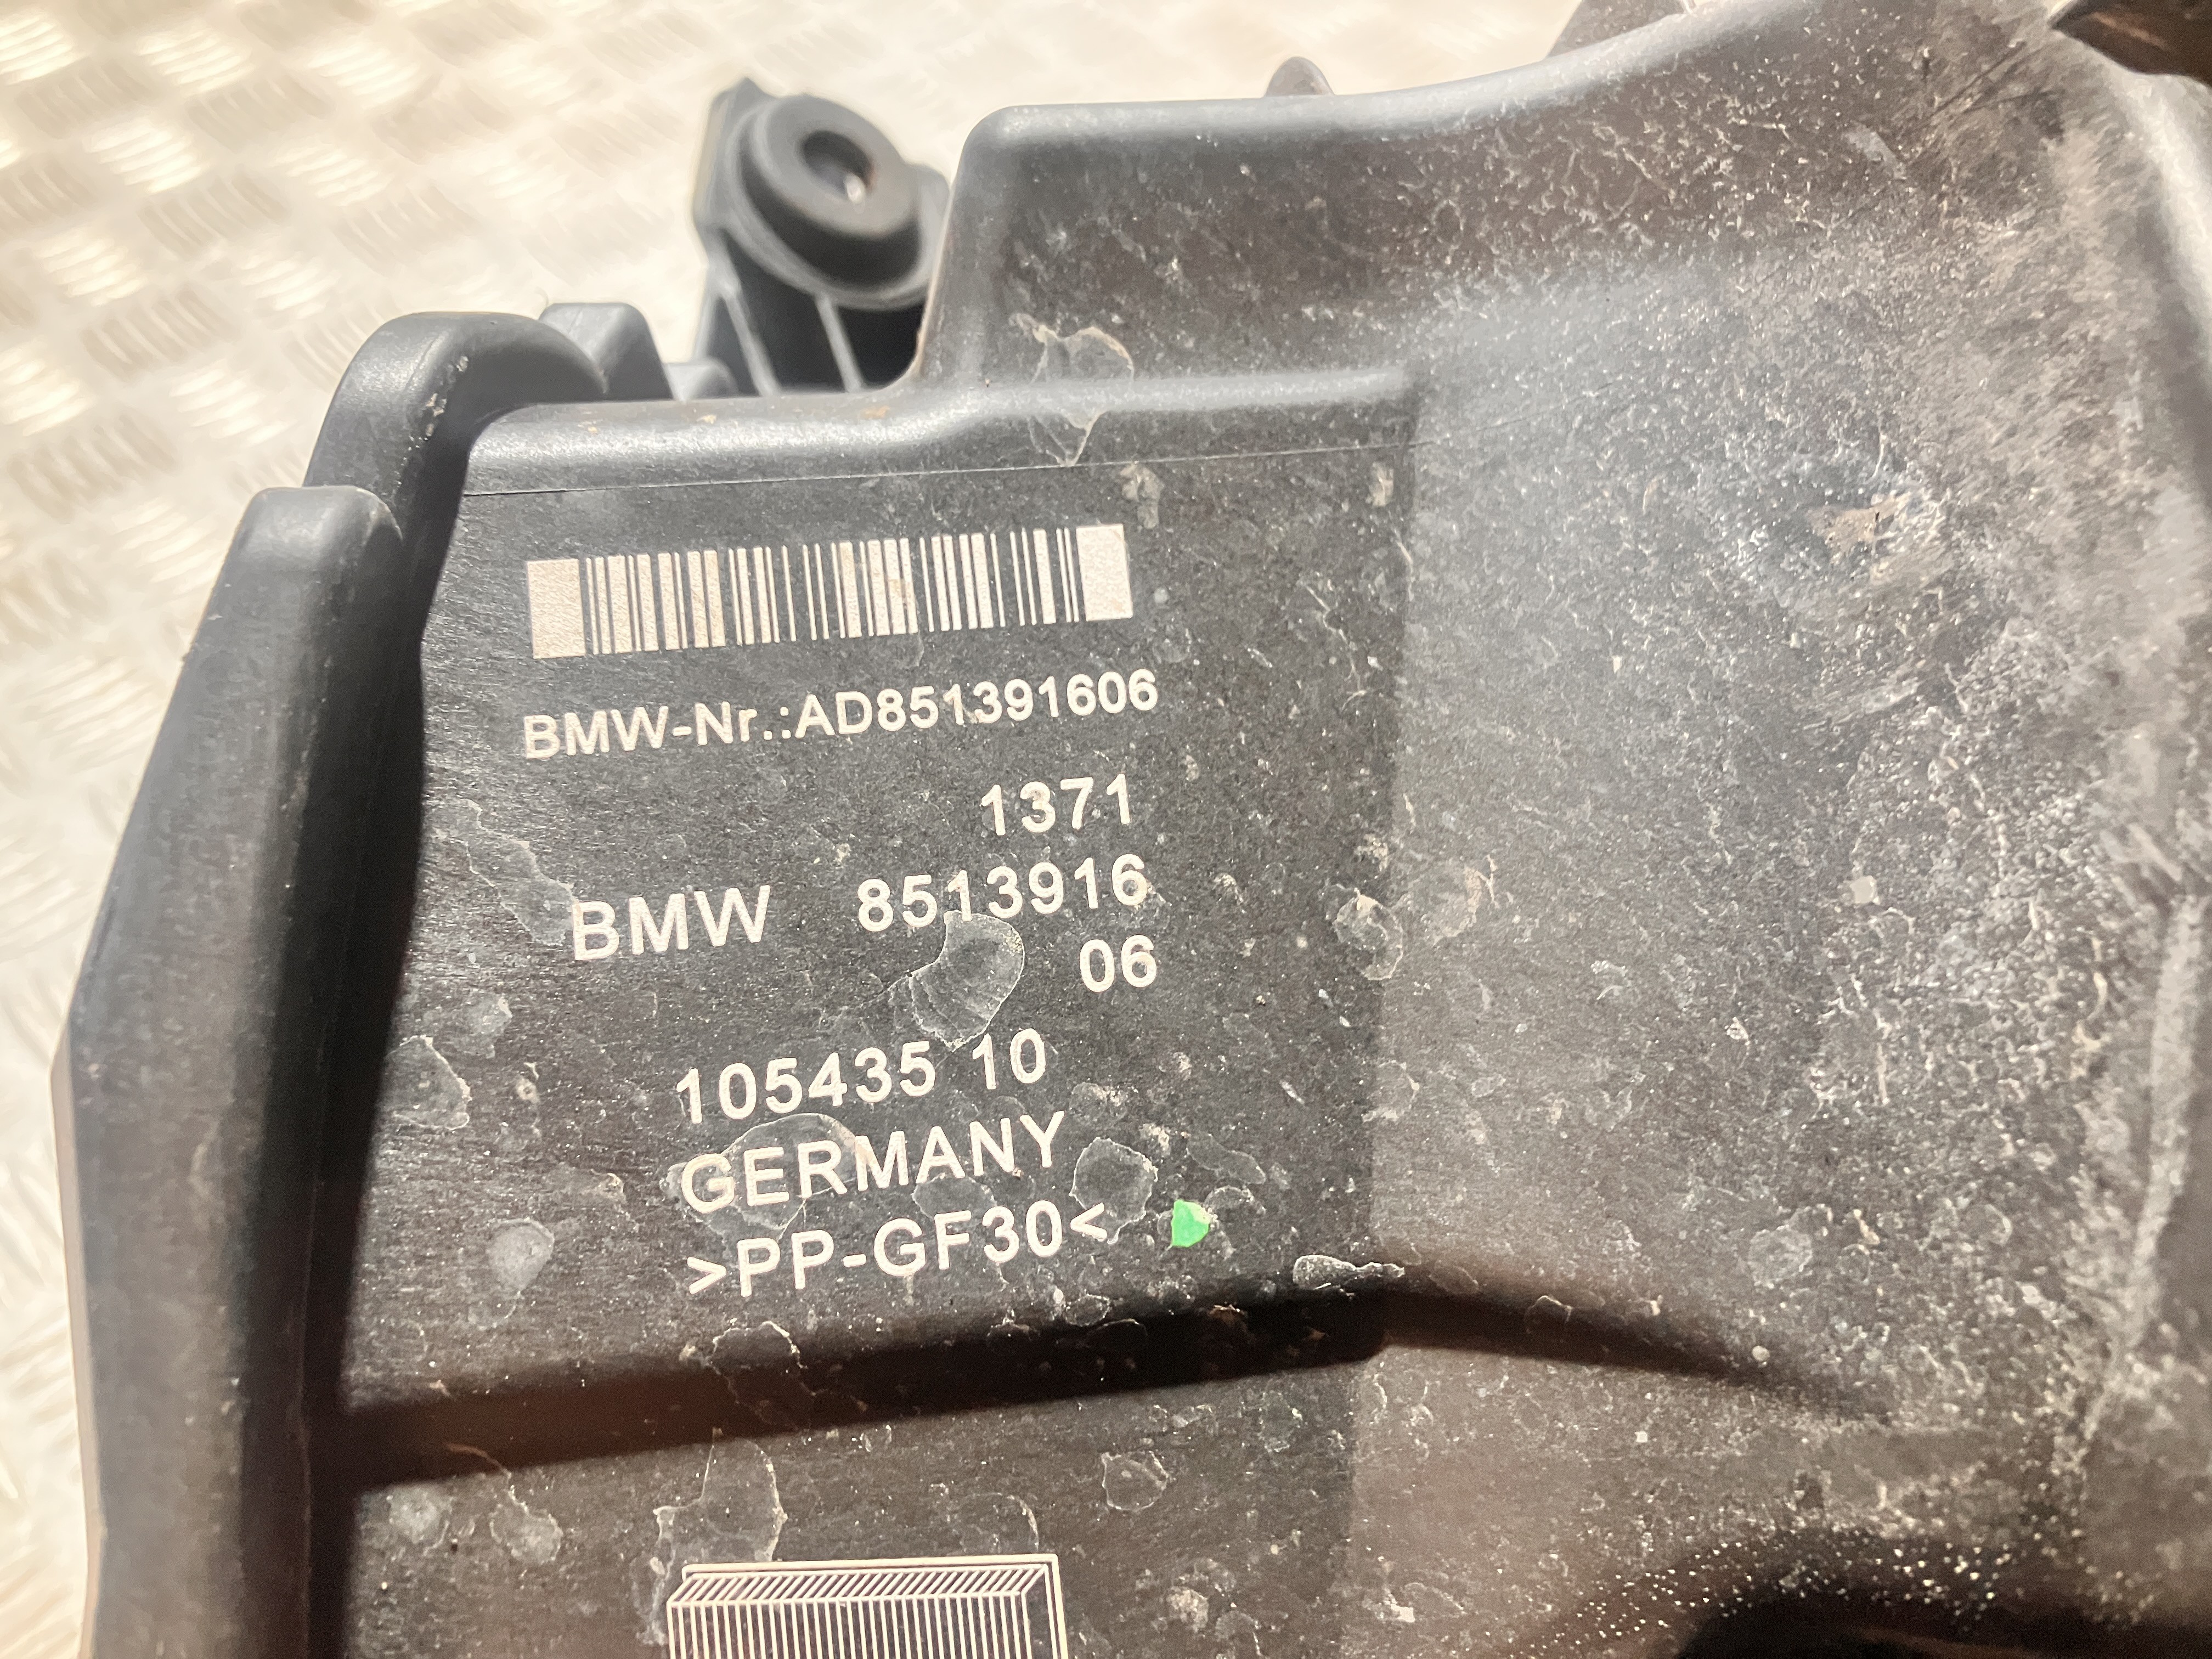 BMW-Nr.:AD851391606
1371
BMW 8513916
06
105435 10
GERMANY
>PP-GF30<